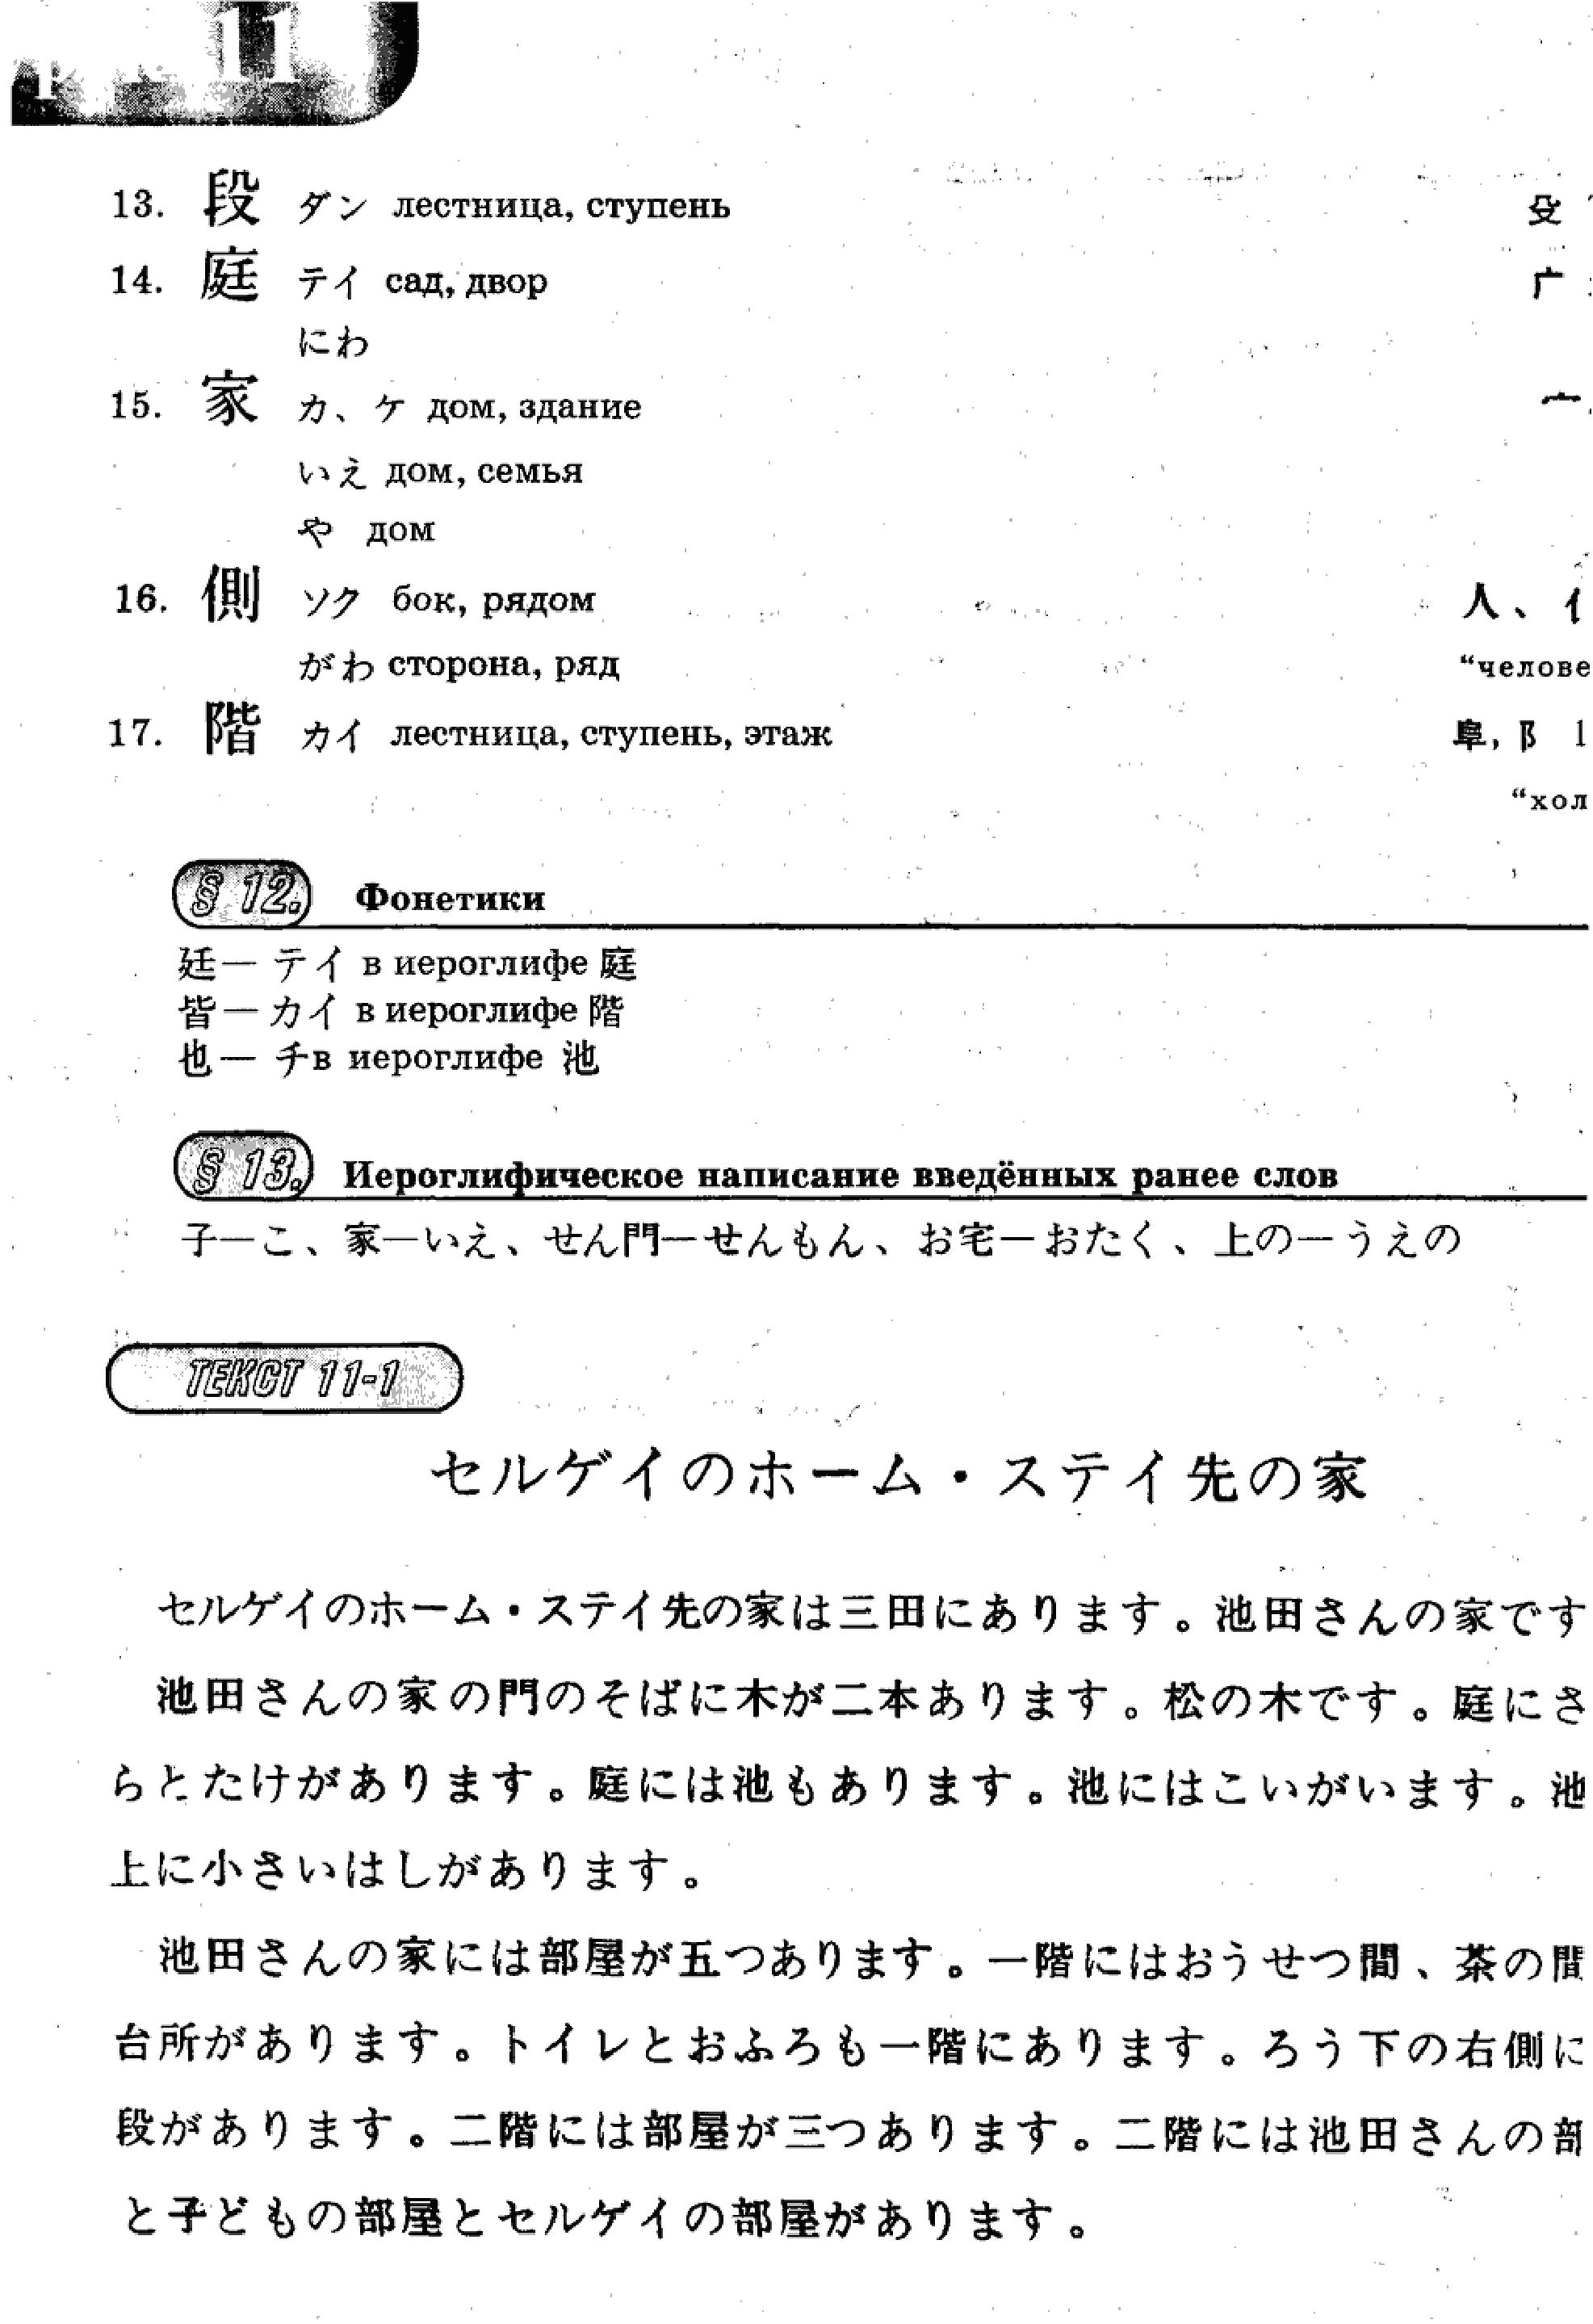 11
13. 段 ダン лестница, ступень 殳
14. 庭 テイ сад, двор 广
にわ
15. 家 カ、ケ дом, здание 宀
いえ дом, семья
や дом
16. 側 ソク бок, рядом 人、亻
がわ сторона, ряд “челове
17. 階 カイ лестница, ступень, этаж 阜, 阝 1
“хол
§ 12. Фонетики
廷— テイ в иероглифе 庭
皆— カイ в иероглифе 階
也— チв иероглифе 池
§ 13. Иероглифическое написание введённых ранее слов
子—こ、家—いえ、せん門—せんもん、お宅—おたく、上の—うえの
ТЕКСТ 11-1
セルゲイのホーム・ステイ先の家
セルゲイのホーム・ステイ先の家は三田にあります。池田さんの家です
池田さんの家の門のそばに木が二本あります。松の木です。庭にさ
らとたけがあります。庭には池もあります。池にはこいがいます。池
上に小さいはしがあります。
池田さんの家には部屋が五つあります。一階にはおうせつ間、茶の間
台所があります。トイレとおふろも一階にあります。ろう下の右側に
段があります。二階には部屋が三つあります。二階には池田さんの部
と子どもの部屋とセルゲイの部屋があります。